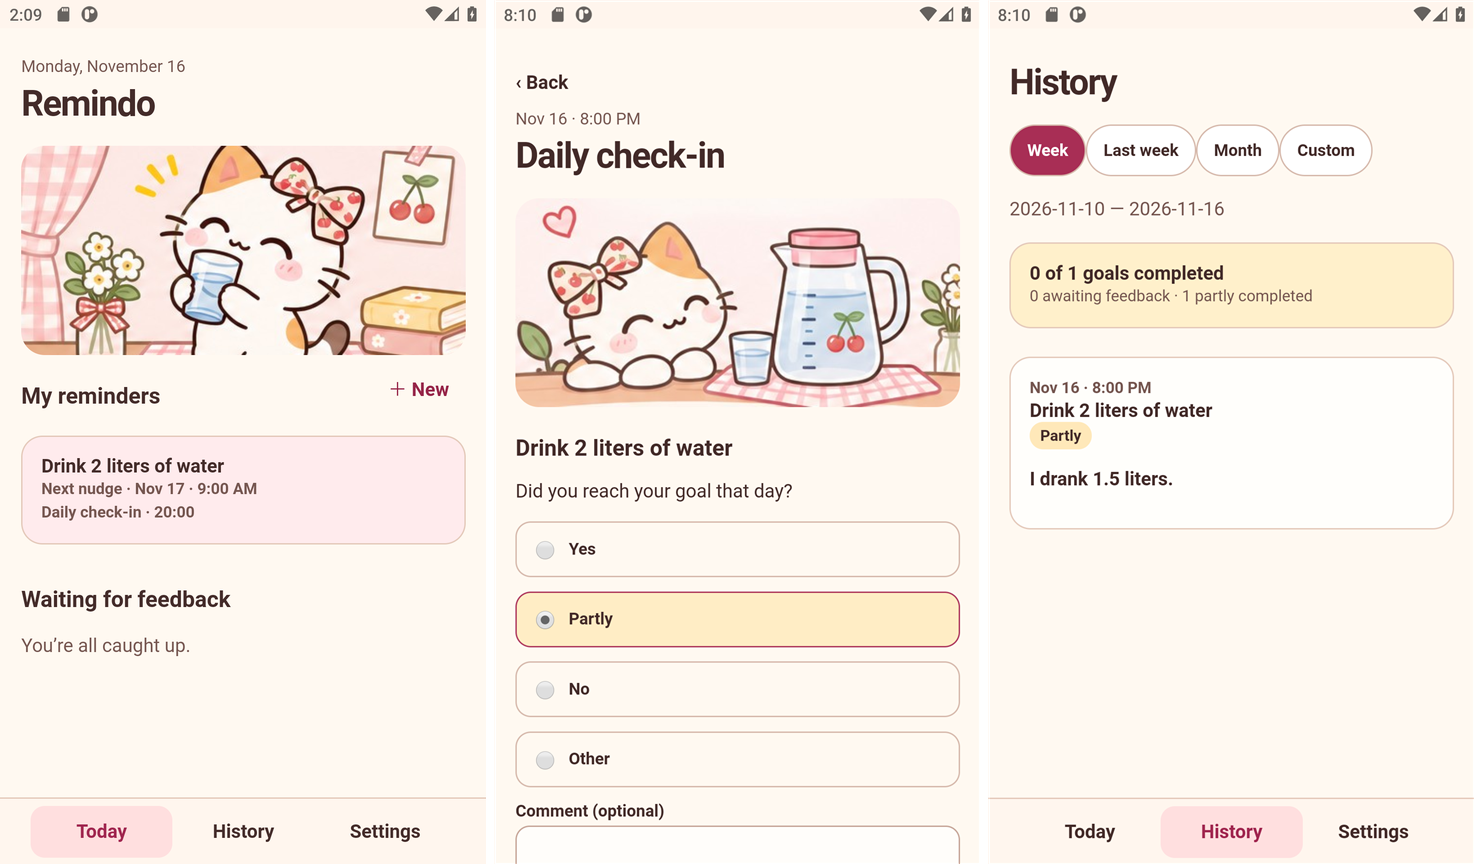 2:09
Monday, November 16
Remindo
My reminders
+ New
Drink 2 liters of water
Next nudge · Nov 17 · 9:00 AM
Daily check-in · 20:00
Waiting for feedback
You’re all caught up.
Today
History
Settings
8:10
‹ Back
Nov 16 · 8:00 PM
Daily check-in
Drink 2 liters of water
Did you reach your goal that day?
Yes
Partly
No
Other
Comment (optional)
8:10
History
Week
Last week
Month
Custom
2026-11-10 — 2026-11-16
0 of 1 goals completed
0 awaiting feedback · 1 partly completed
Nov 16 · 8:00 PM
Drink 2 liters of water
Partly
I drank 1.5 liters.
Today
History
Settings